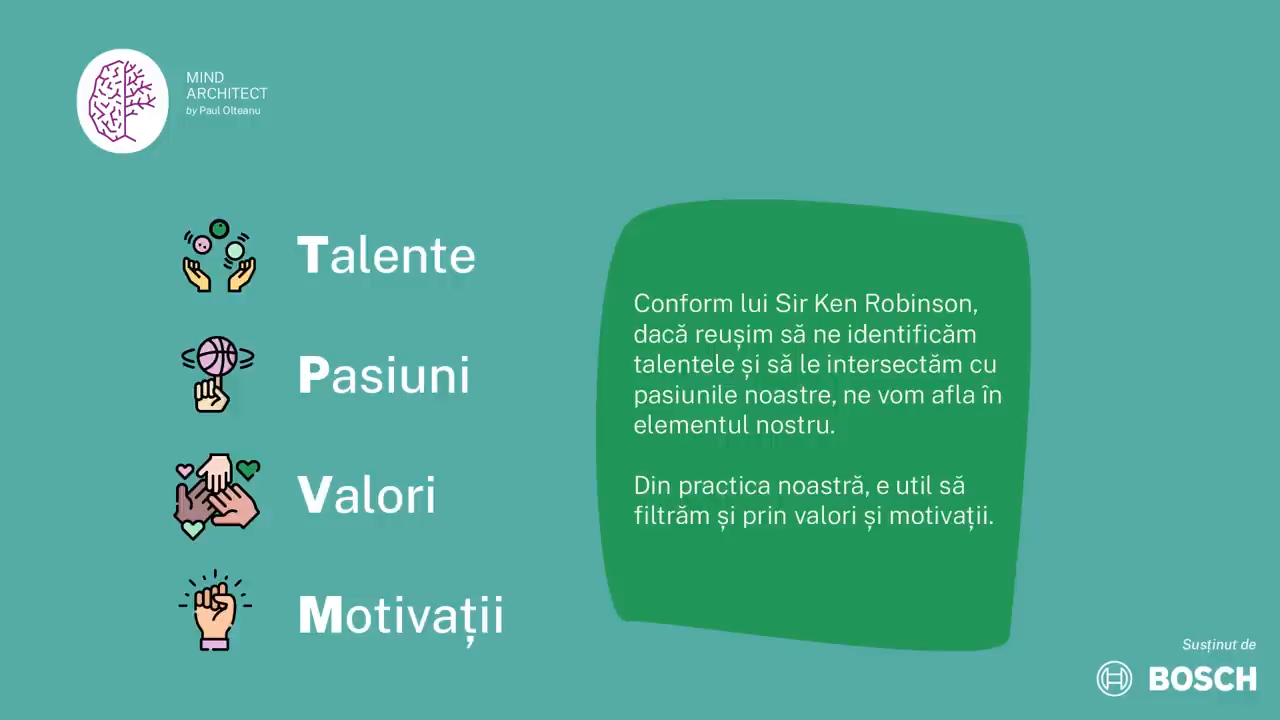 MIND
ARCHITECT
by Paul Olteanu
Talente
Pasiuni
Valori
Motivații
Conform lui Sir Ken Robinson,
dacă reușim să ne identificăm
talentele și să le intersectăm cu
pasiunile noastre, ne vom afla în
elementul nostru.
Din practica noastră, e util să
filtrăm și prin valori și motivații.
Susținut de
BOSCH